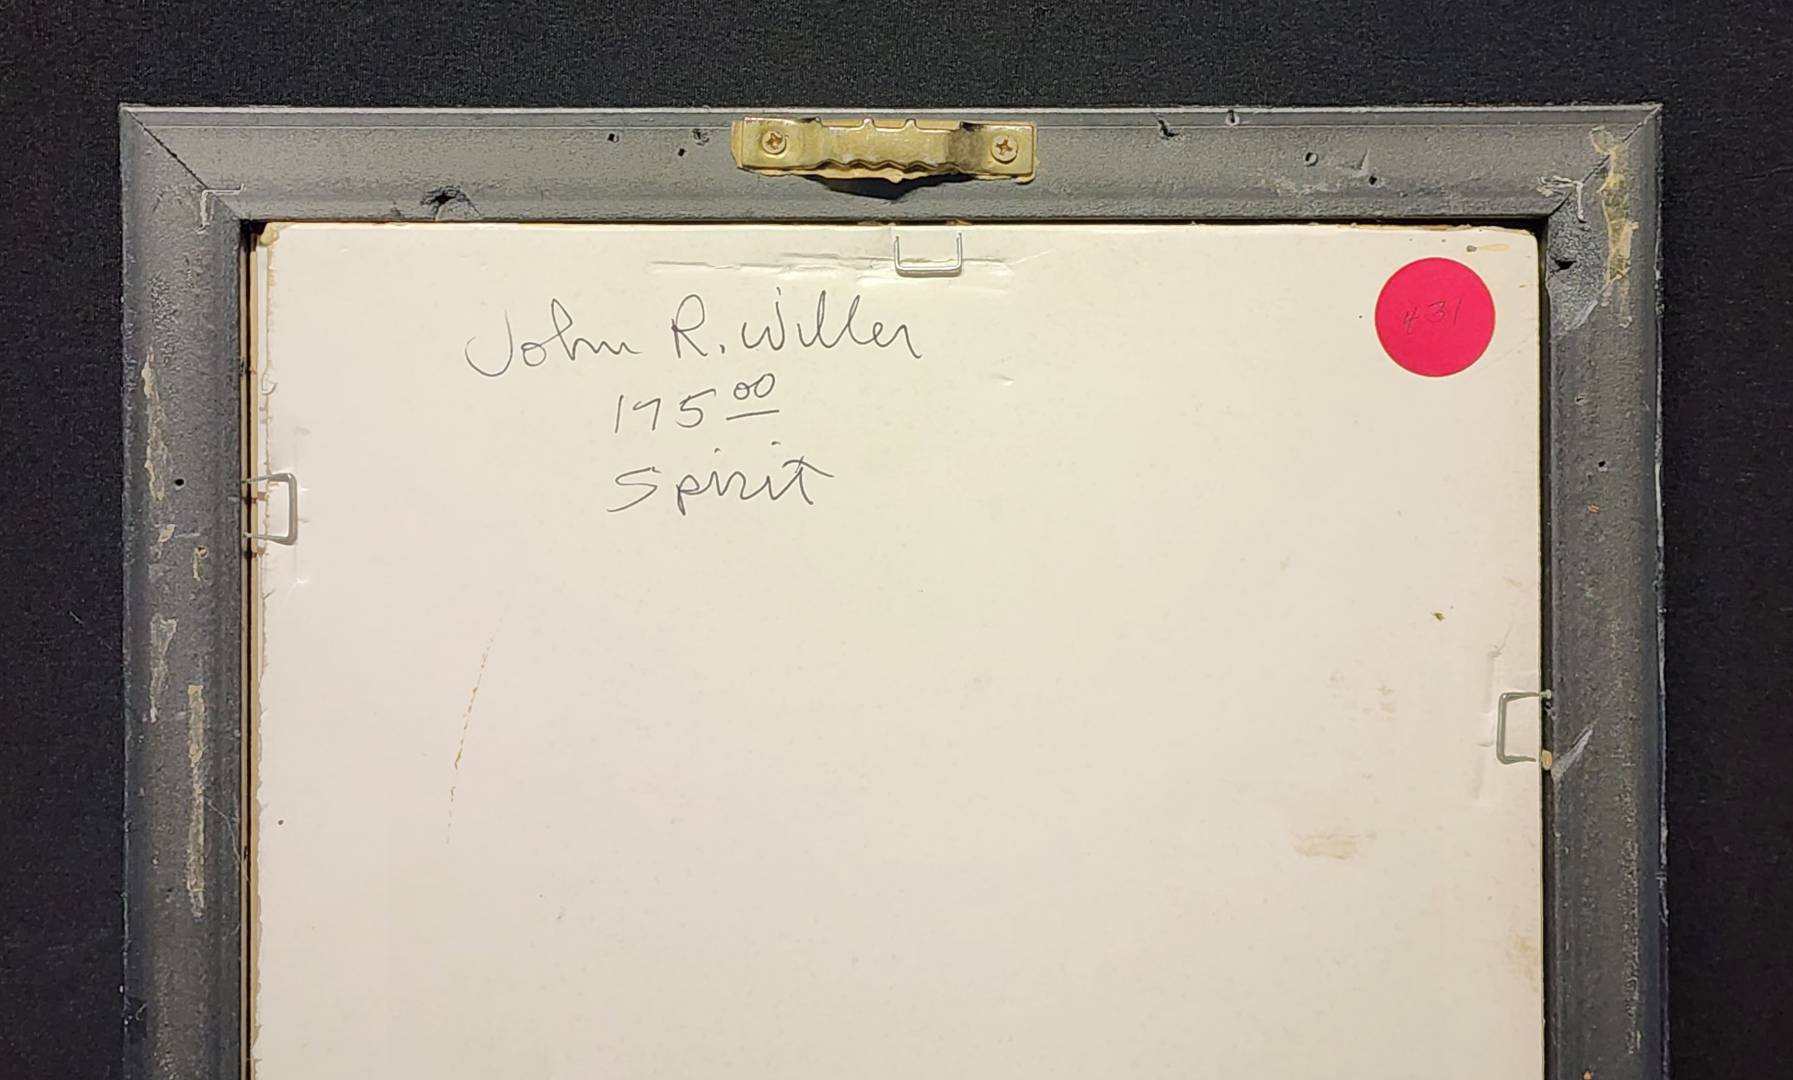 John R. Willer
175 00
Spirit
431